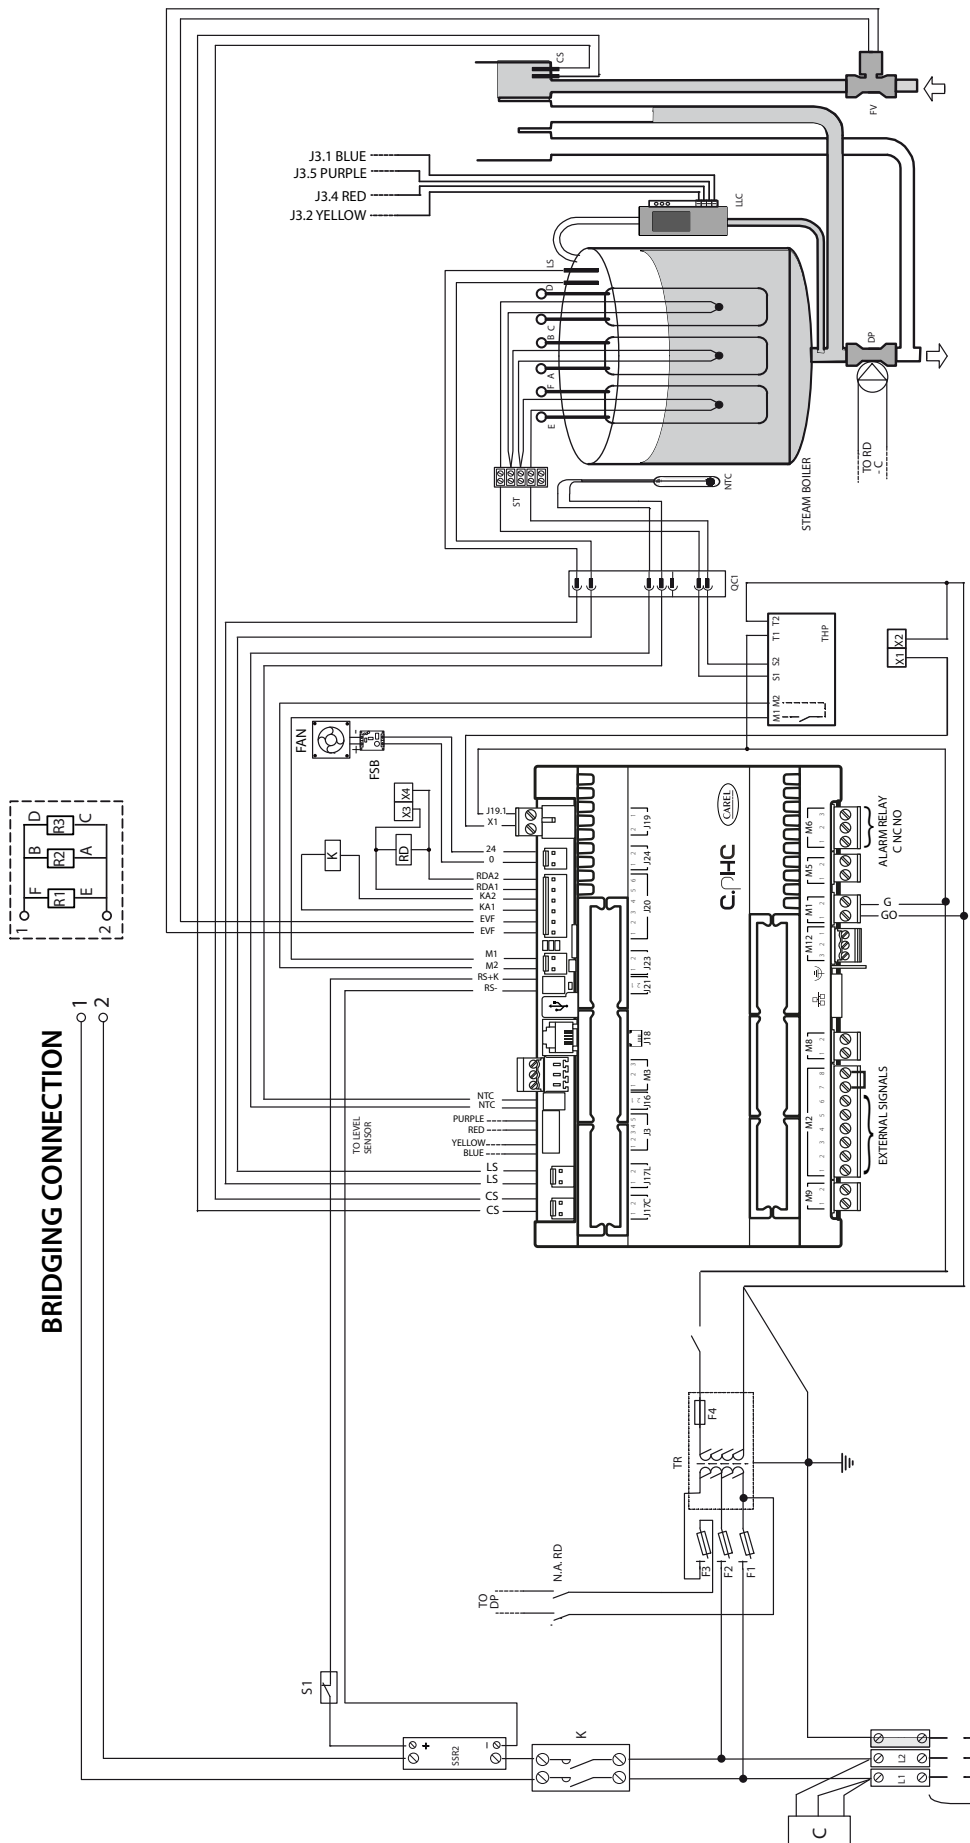 BRIDGING CONNECTION
1
2
1
2
F
B
D
R1
R2
R3
E
A
C
J3.1 BLUE
J3.5 PURPLE
J3.4 RED
J3.2 YELLOW
CS
FV
LLC
LS
D
C
B
A
F
E
ST
NTC
STEAM BOILER
DP
TO RD
- C
QC1
T2
T1
S2
S1
M2
M1
THP
X1 X2
FAN
+ -
FSB
X3 X4
K
RD
J19.1
X1
24
0
RDA2
RDA1
KA2
KA1
EVF
EVF
M1
M2
RS+K
RS-
NTC
NTC
PURPLE
RED
YELLOW
BLUE
TO LEVEL
SENSOR
LS
LS
CS
CS
J19
J24
J20
J23
J21
J18
M3
J16
J3
J17L
J17C
CAREL
M6
M5
M1
M12
M8
M2
M9
ALARM RELAY
C NC NO
G
GO
EXTERNAL SIGNALS
TR
F4
F3
F2
F1
N.A. RD
TO
DP
S1
+
-
SSR2
K
L2
L1
C